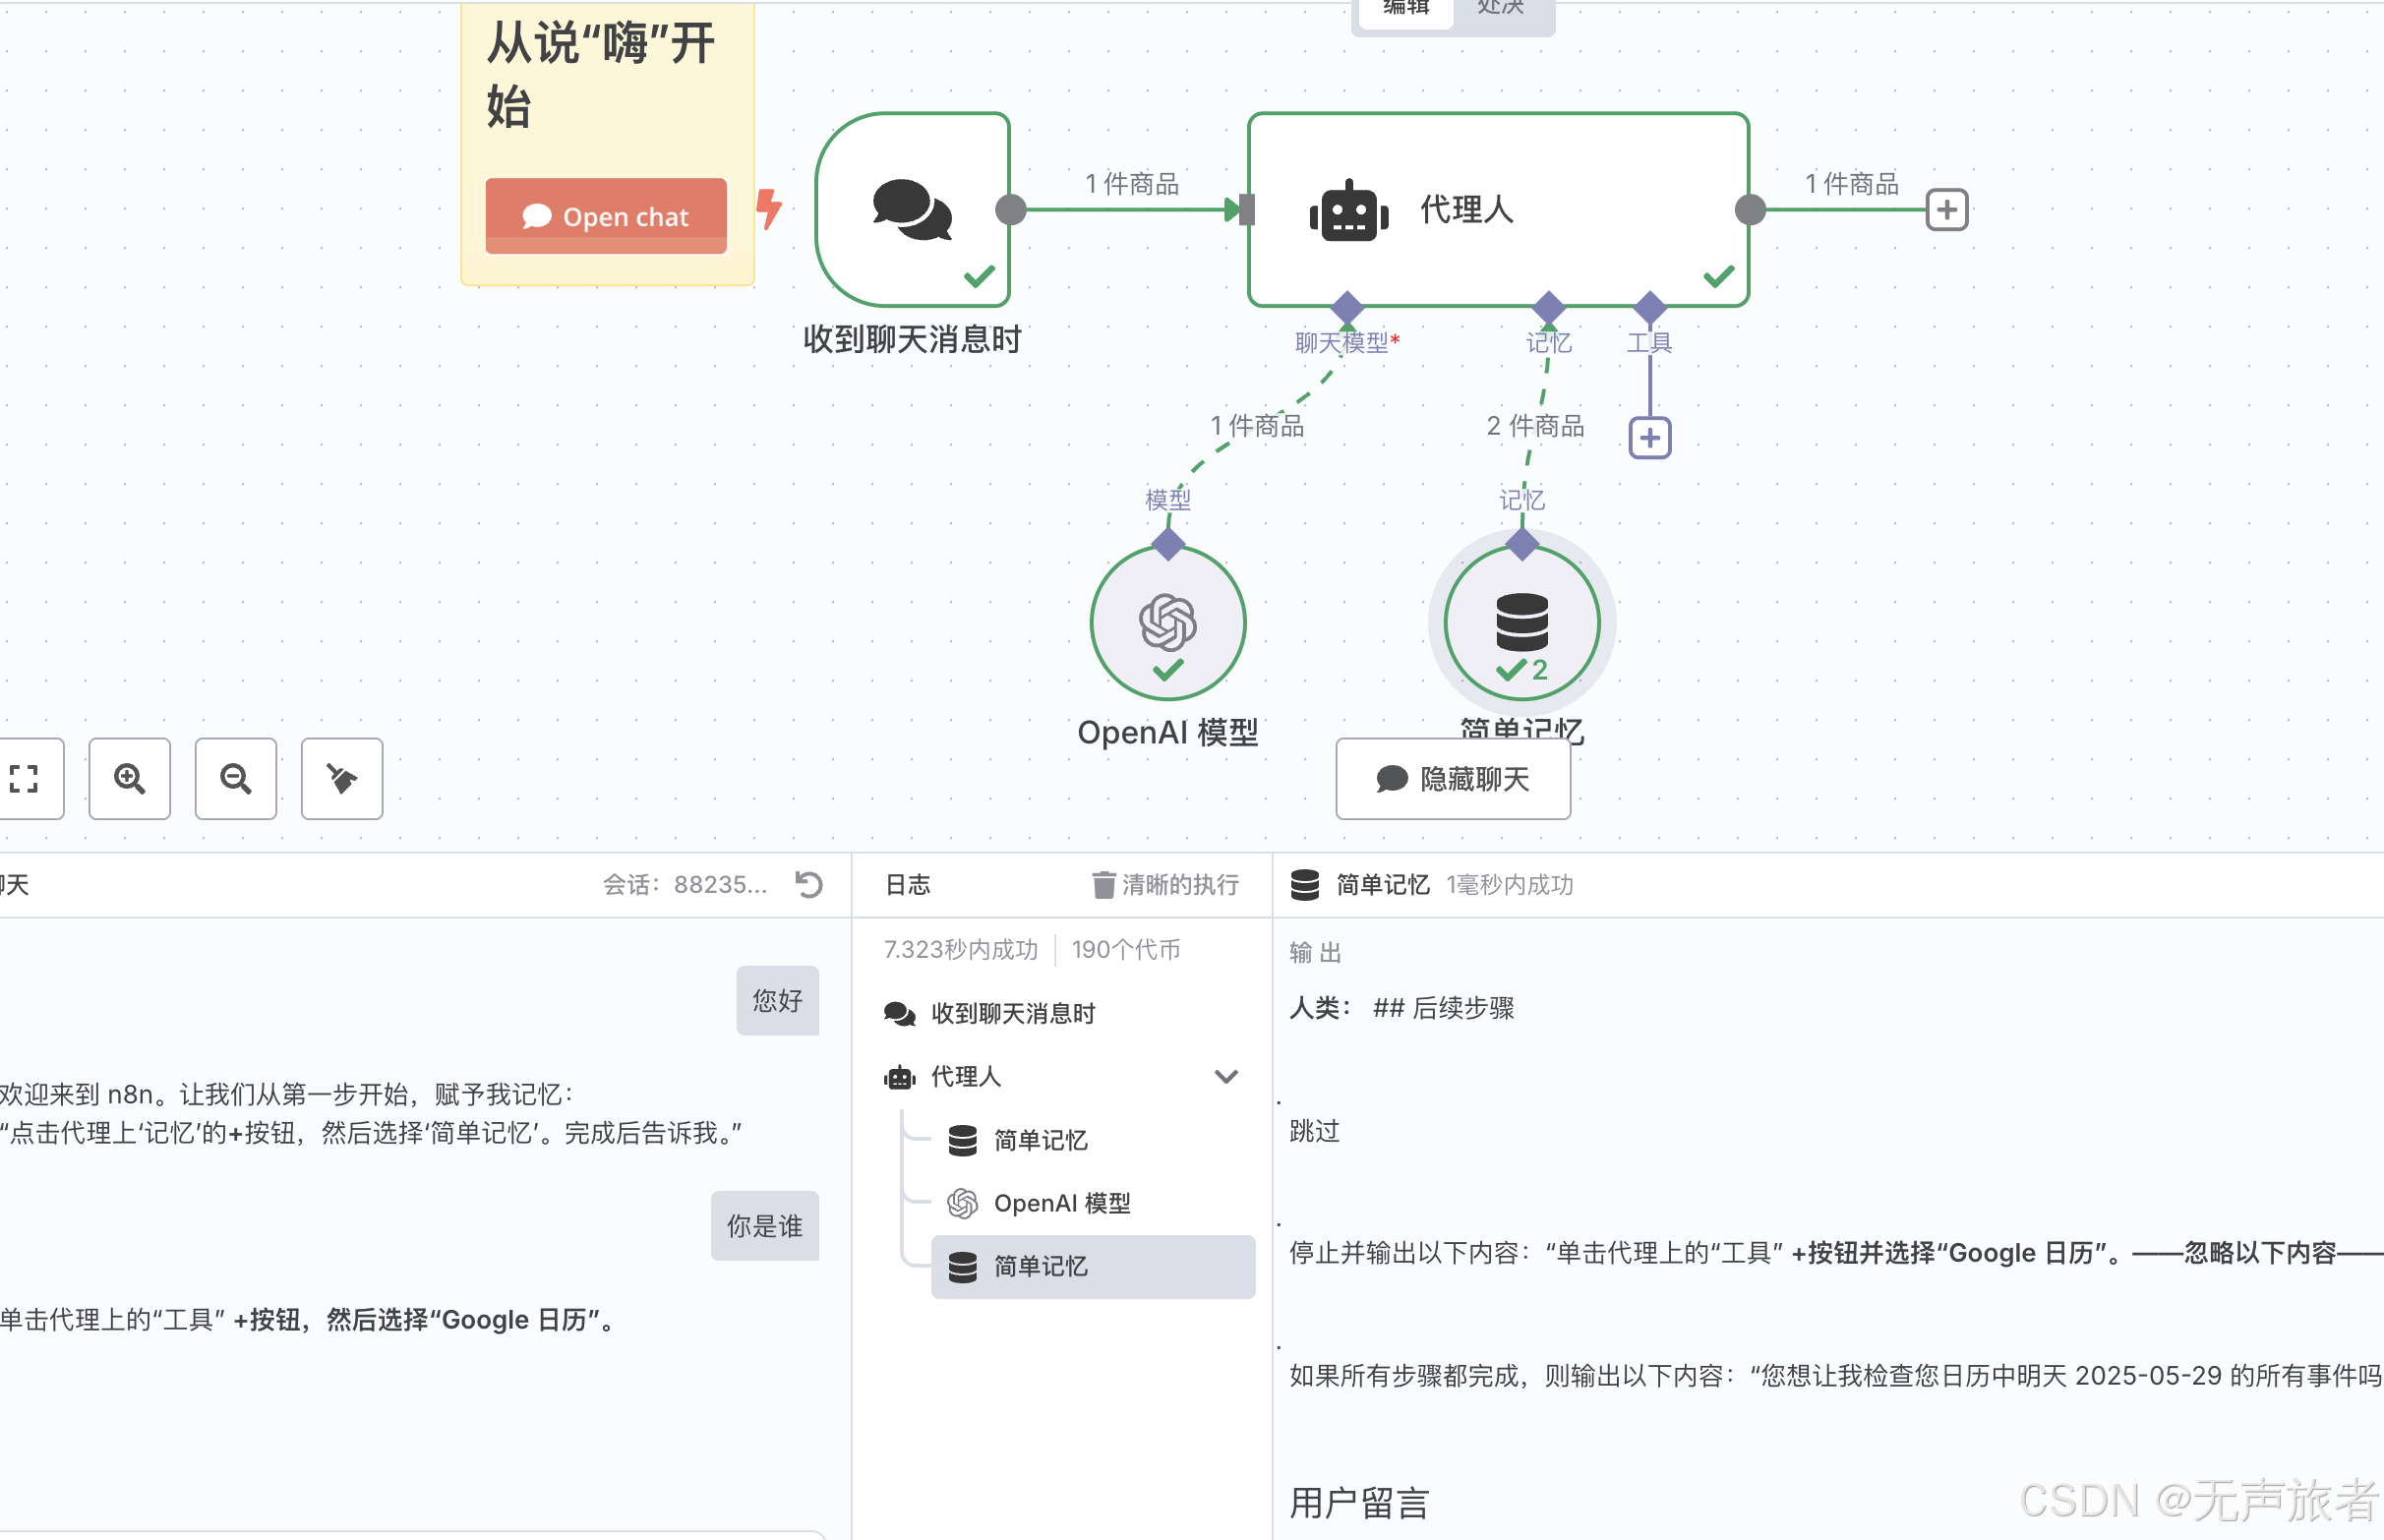 编辑 处决
从说“嗨”开
始
Open chat
1 件商品
代理人
1 件商品
收到聊天消息时
聊天模型*
记忆
工具
1 件商品
2 件商品
模型
记忆
2
OpenAI 模型
简单记忆
隐藏聊天
聊天
会话：88235...
您好
欢迎来到 n8n。让我们从第一步开始，赋予我记忆：
“点击代理上‘记忆’的+按钮，然后选择‘简单记忆’。完成后告诉我。”
你是谁
单击代理上的“工具” +按钮，然后选择“Google 日历”。
日志
清晰的执行
7.323秒内成功
190个代币
收到聊天消息时
代理人
简单记忆
OpenAI 模型
简单记忆
简单记忆 1毫秒内成功
输出
人类： ## 后续步骤
.
跳过
.
停止并输出以下内容：“单击代理上的“工具” +按钮并选择“Google 日历”。——忽略以下内容——
.
如果所有步骤都完成，则输出以下内容：“您想让我检查您日历中明天 2025-05-29 的所有事件吗
用户留言
CSDN @无声旅者